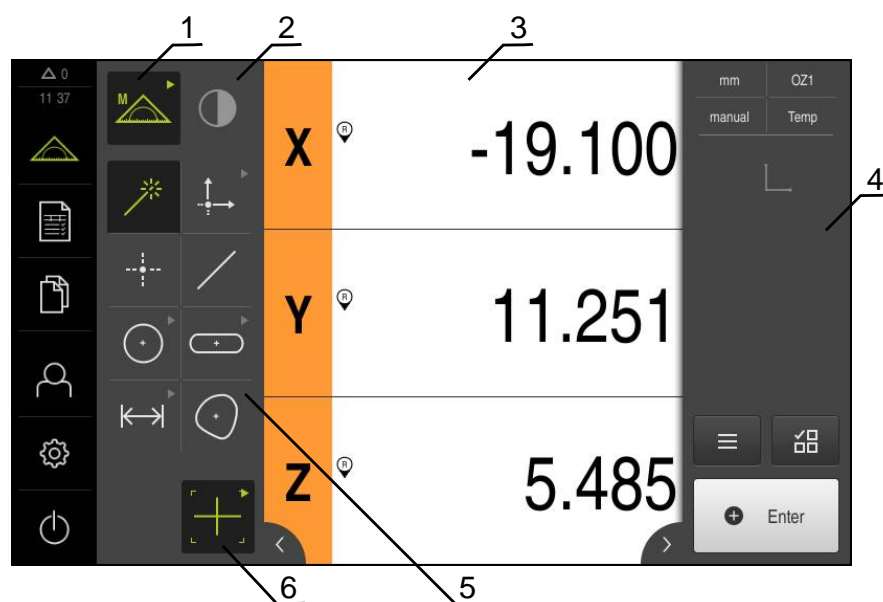 1 2 3
0
11 37
M
mm OZ1
manual Temp
4
X R -19.100
Y R 11.251
Z R 5.485
Enter
6 5